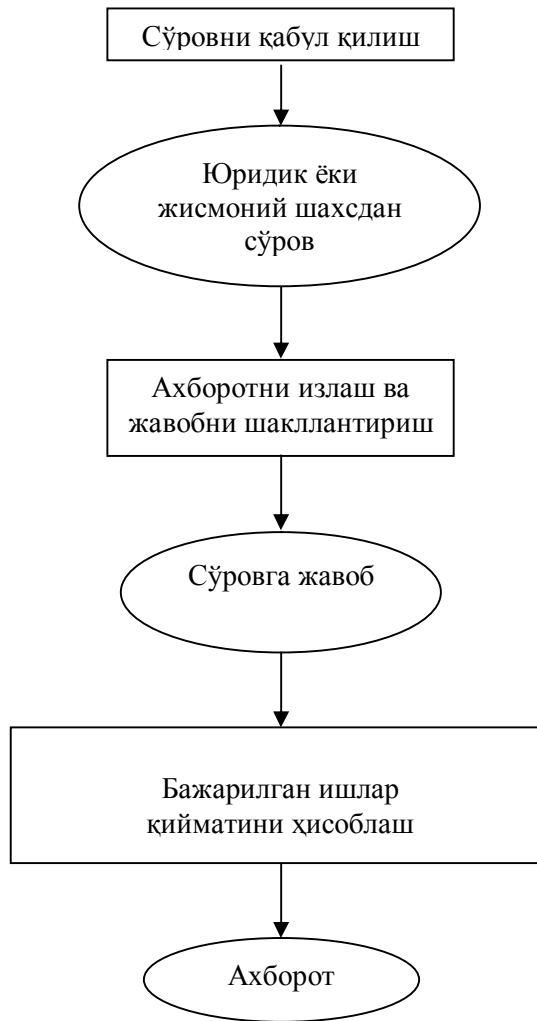 Сўровни қабул қилиш
Юридик ёки
жисмоний шахсдан
сўров
Ахборотни излаш ва
жавобни шакллантириш
Сўровга жавоб
Бажарилган ишлар
қийматини ҳисоблаш
Ахборот